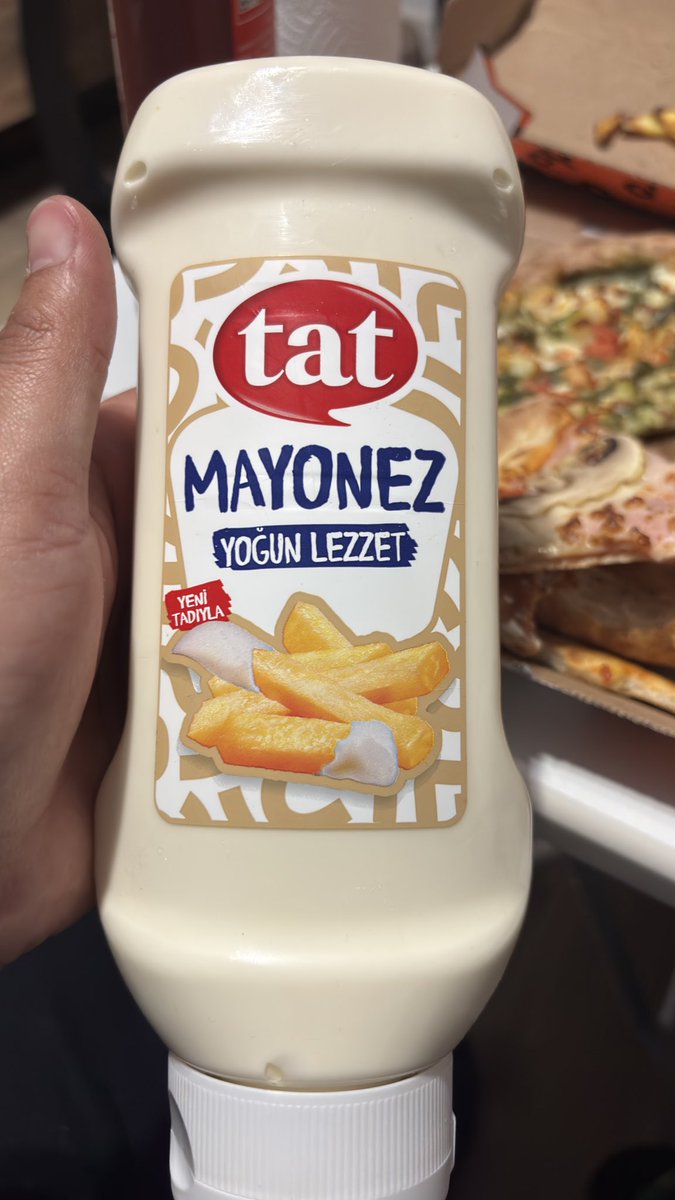 tat
MAYONEZ
YOĞUN LEZZET
YENİ
TADIYLA